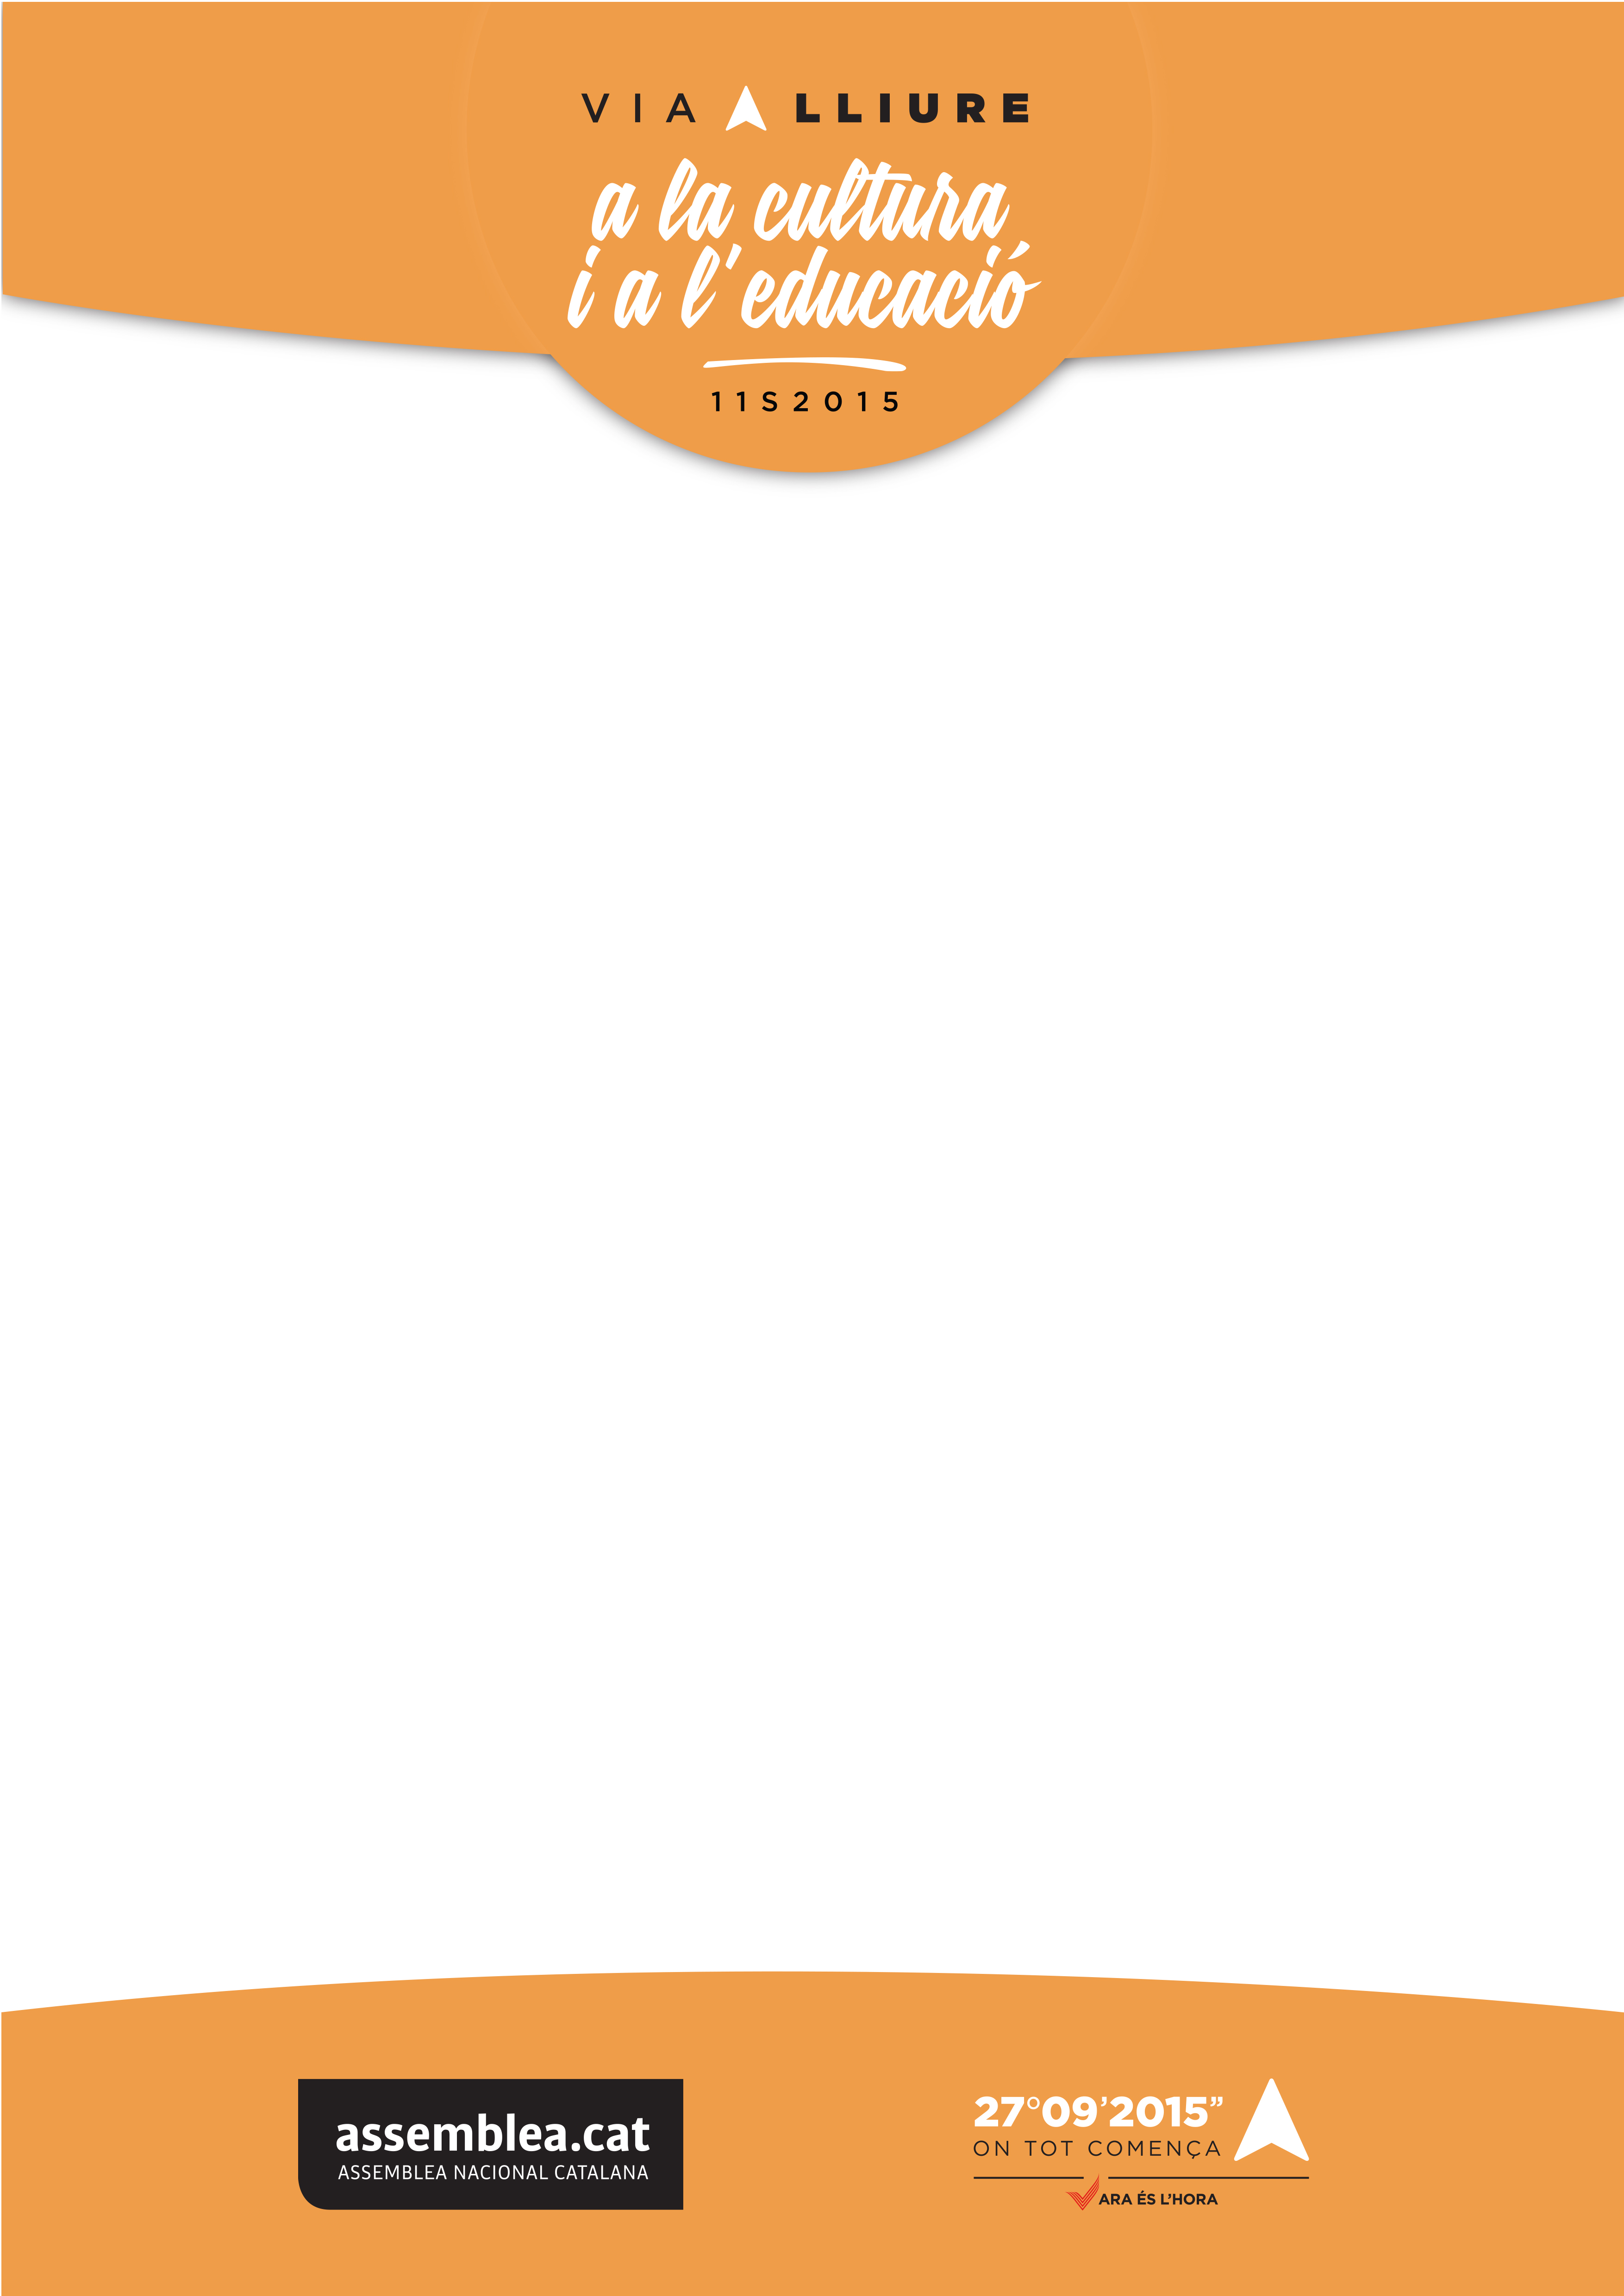 VIA LLIURE
a la cultura
i a l'educació
11S2015
assemblea.cat
ASSEMBLEA NACIONAL CATALANA
27°09’2015”
ON TOT COMENÇA
ARA ÉS L’HORA